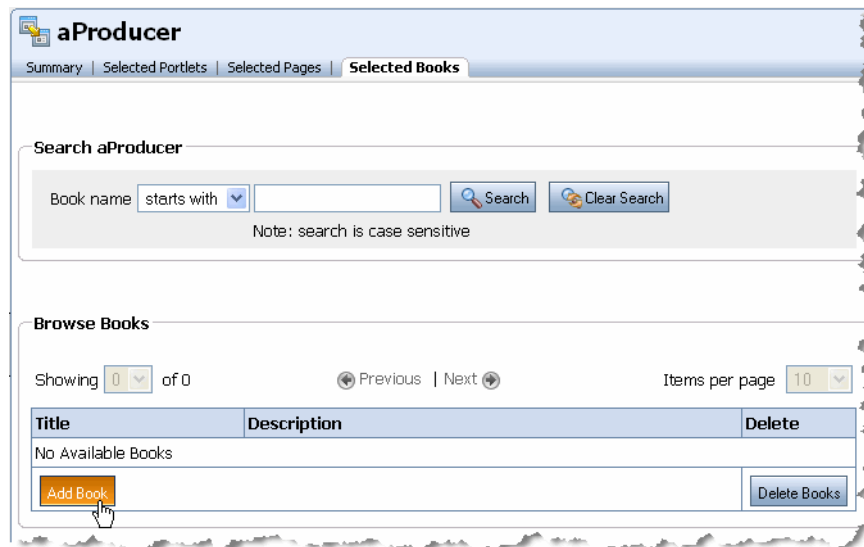 aProducer
Summary | Selected Portlets | Selected Pages | Selected Books
Search aProducer
Book name starts with Search Clear Search
Note: search is case sensitive
Browse Books
Showing 0 of 0 Previous | Next Items per page 10
Title Description Delete
No Available Books
Add Book Delete Books